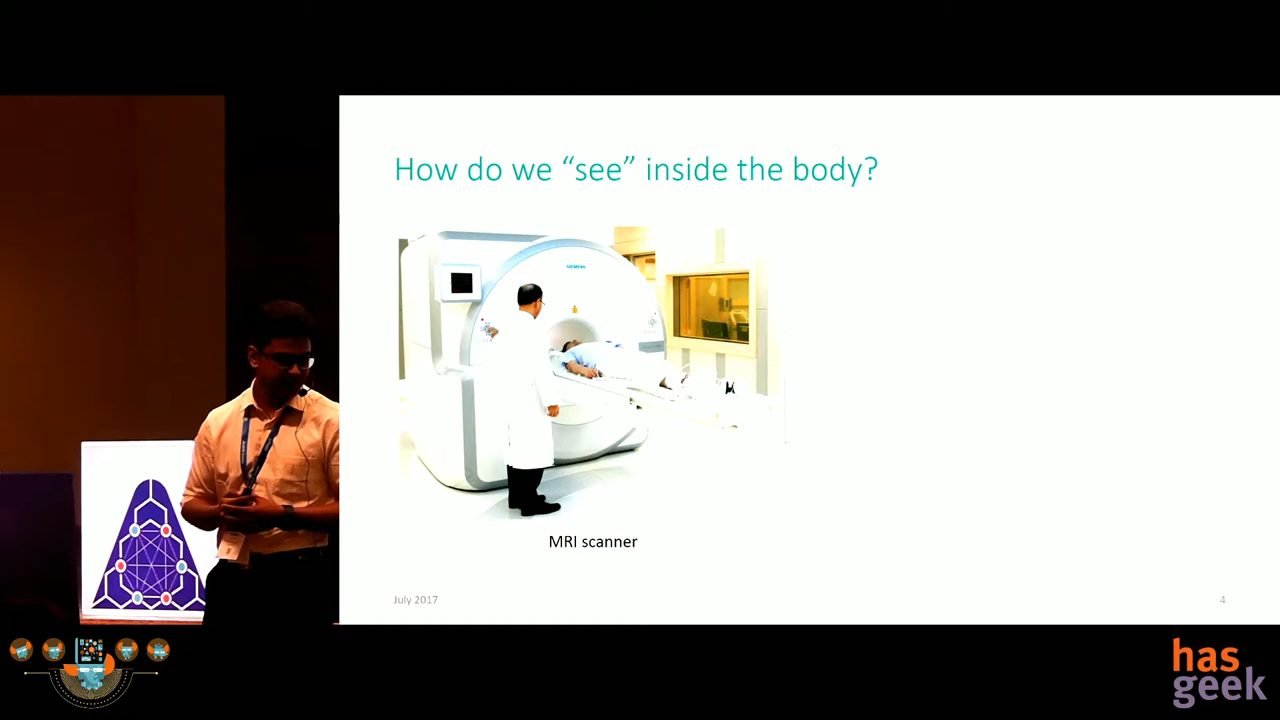 How do we “see” inside the body?
SIEMENS
MRI scanner
July 2017
4
has
geek